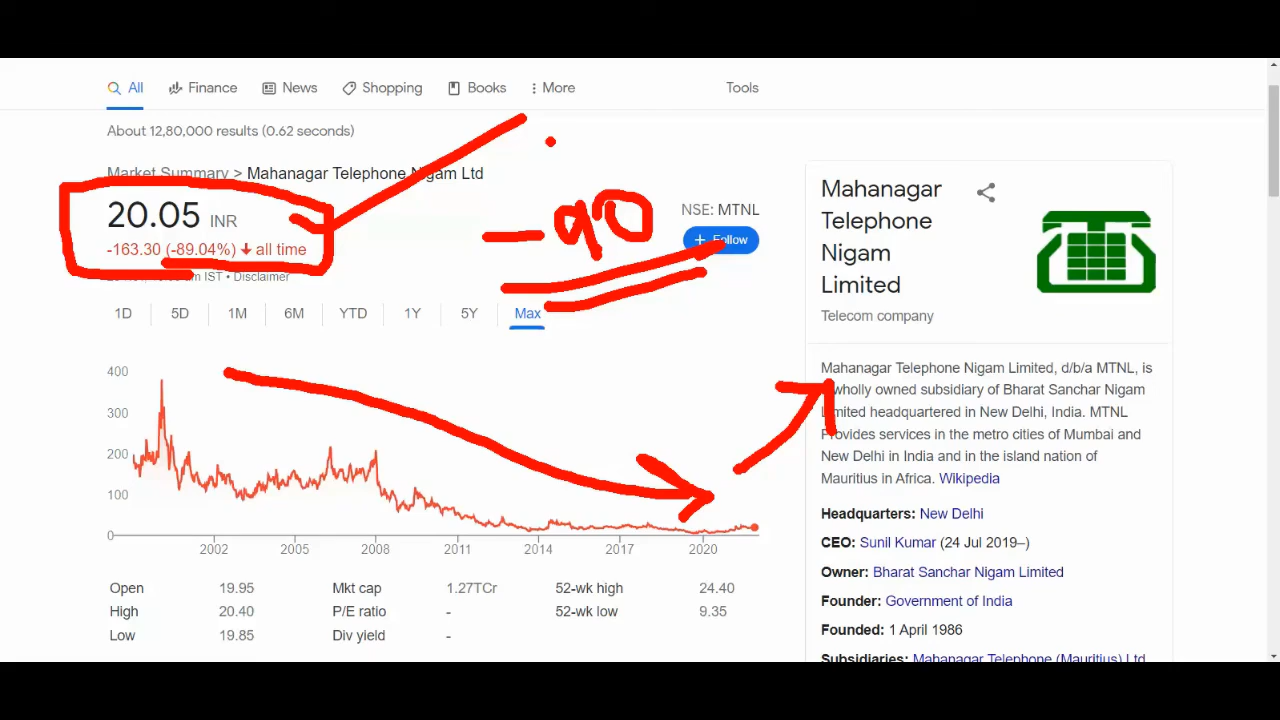 All Finance News Shopping Books More Tools
About 12,80,000 results (0.62 seconds)
Market Summary > Mahanagar Telephone Nigam Ltd
20.05 INR
-163.30 (-89.04%) all time
IST • Disclaimer
- 90
NSE: MTNL
+ Follow
1D 5D 1M 6M YTD 1Y 5Y Max
400
300
200
100
0
2002 2005 2008 2011 2014 2017 2020
Open 19.95 Mkt cap 1.27TCr 52-wk high 24.40
High 20.40 P/E ratio - 52-wk low 9.35
Low 19.85 Div yield -
Mahanagar
Telephone
Nigam
Limited
Telecom company
Mahanagar Telephone Nigam Limited, d/b/a MTNL, is
wholly owned subsidiary of Bharat Sanchar Nigam
Limited headquartered in New Delhi, India. MTNL
Provides services in the metro cities of Mumbai and
New Delhi in India and in the island nation of
Mauritius in Africa. Wikipedia
Headquarters: New Delhi
CEO: Sunil Kumar (24 Jul 2019–)
Owner: Bharat Sanchar Nigam Limited
Founder: Government of India
Founded: 1 April 1986
Subsidiaries: Mahanagar Telephone (Mauritius) Ltd